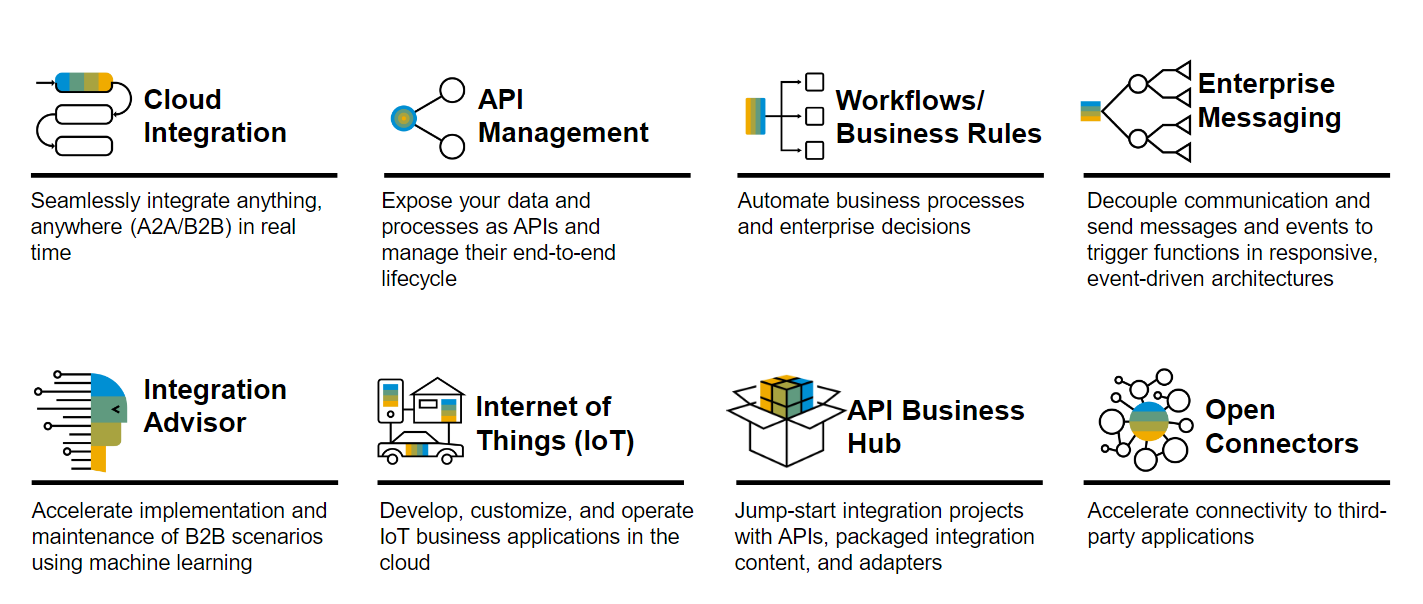 Cloud
Integration
Seamlessly integrate anything,
anywhere (A2A/B2B) in real
time
API
Management
Expose your data and
processes as APIs and
manage their end-to-end
lifecycle
Workflows/
Business Rules
Automate business processes
and enterprise decisions
Enterprise
Messaging
Decouple communication and
send messages and events to
trigger functions in responsive,
event-driven architectures
Integration
Advisor
Accelerate implementation and
maintenance of B2B scenarios
using machine learning
Internet of
Things (IoT)
Develop, customize, and operate
IoT business applications in the
cloud
API Business
Hub
Jump-start integration projects
with APIs, packaged integration
content, and adapters
Open
Connectors
Accelerate connectivity to third-
party applications